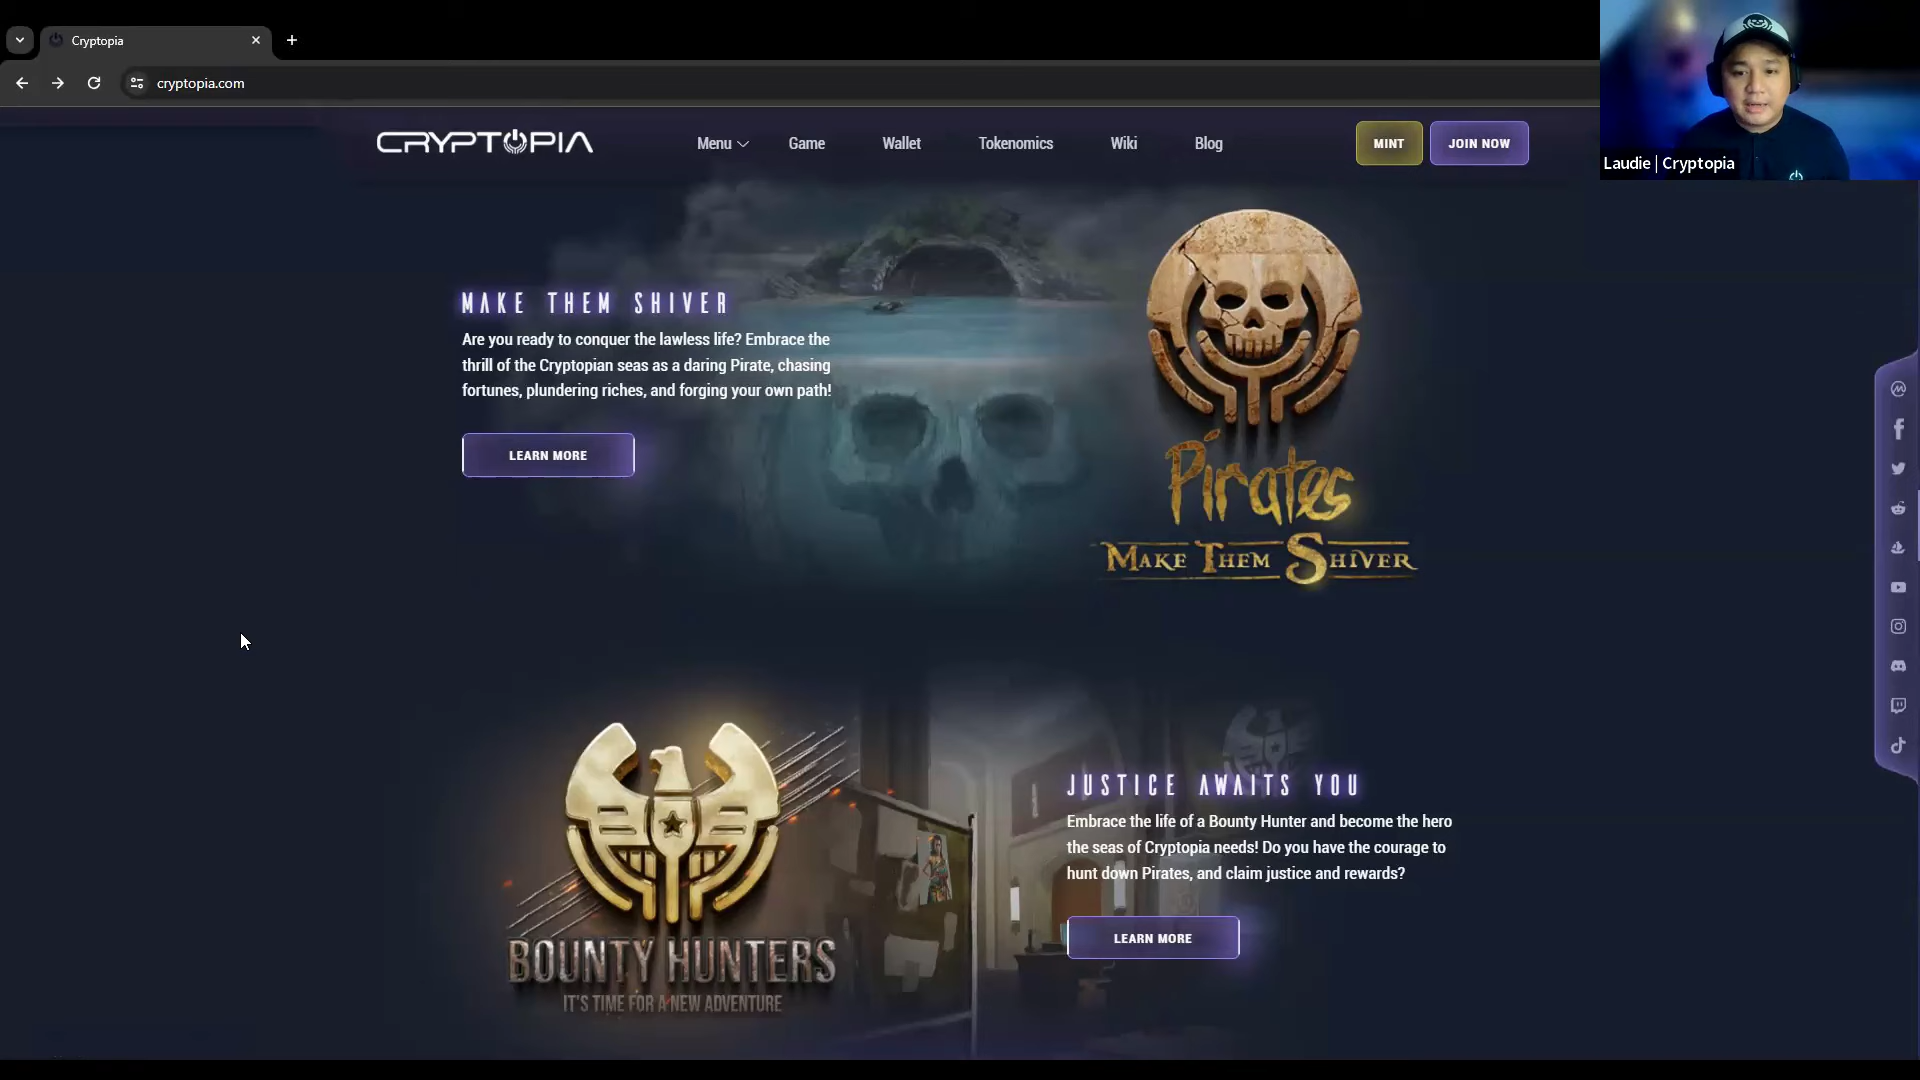 Cryptopia
cryptopia.com
Laudie | Cryptopia
CRYPTOPIA
Menu
Game
Wallet
Tokenomics
Wiki
Blog
MINT
JOIN NOW
MAKE THEM SHIVER
Are you ready to conquer the lawless life? Embrace the
thrill of the Cryptopian seas as a daring Pirate, chasing
fortunes, plundering riches, and forging your own path!
LEARN MORE
Pirates
MAKE THEM SHIVER
BOUNTY HUNTERS
IT'S TIME FOR A NEW ADVENTURE
JUSTICE AWAITS YOU
Embrace the life of a Bounty Hunter and become the hero
the seas of Cryptopia needs! Do you have the courage to
hunt down Pirates, and claim justice and rewards?
LEARN MORE